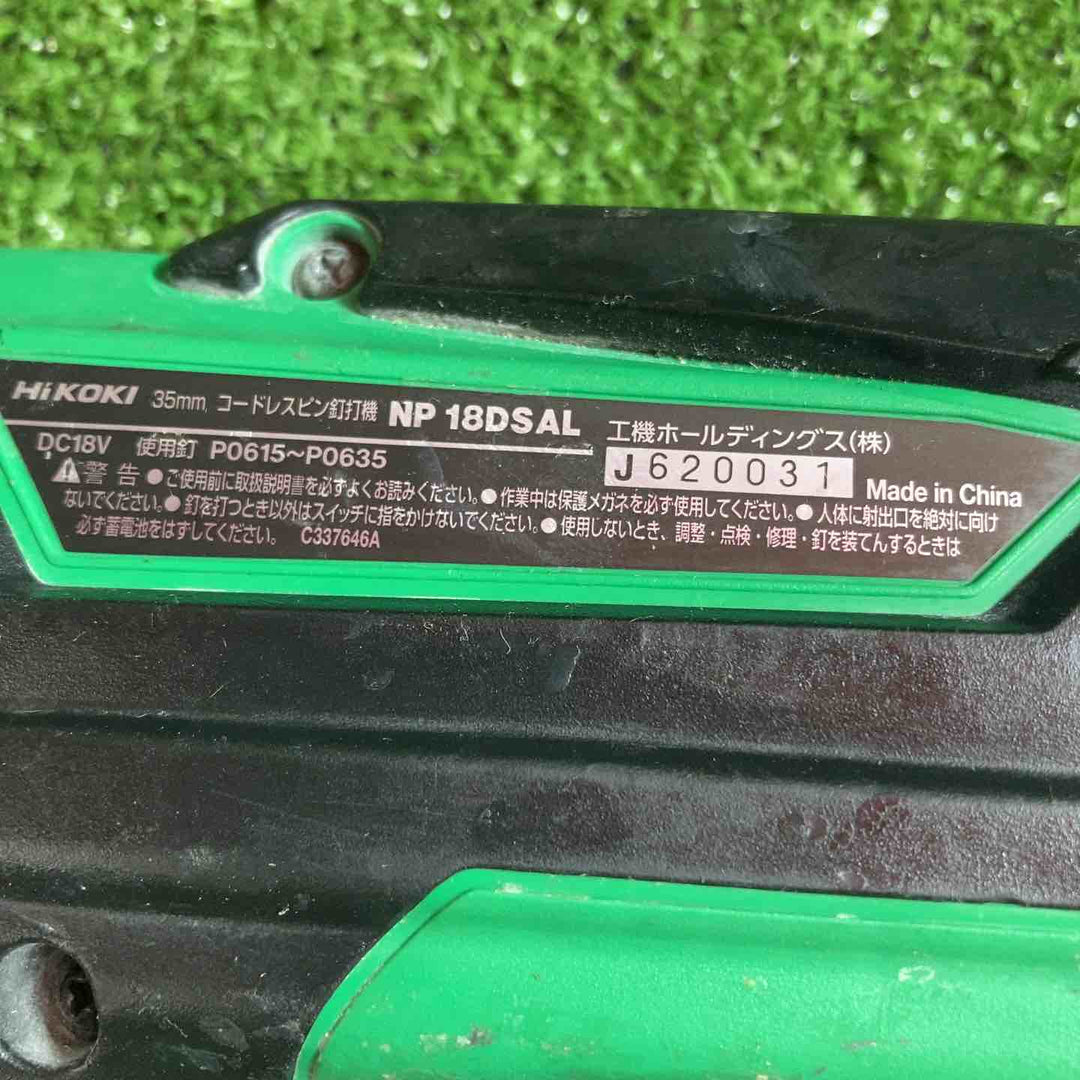 HiKOKI 35mm コードレスピン釘打機 NP 18DSAL 工機ホールディングス(株)
DC18V 使用釘 P0615~P0635 J620031 Made in China
警告 ●ご使用前に取扱説明書を必ずよくお読みください。●作業中は保護メガネを必ず使用してください。●人体に射出口を絶対に向け
ないでください。●釘を打つとき以外はスイッチに指をかけないでください。●使用しないとき、調整・点検・修理・釘を装てんするときは
必ず蓄電池をはずしてください。 C337646A